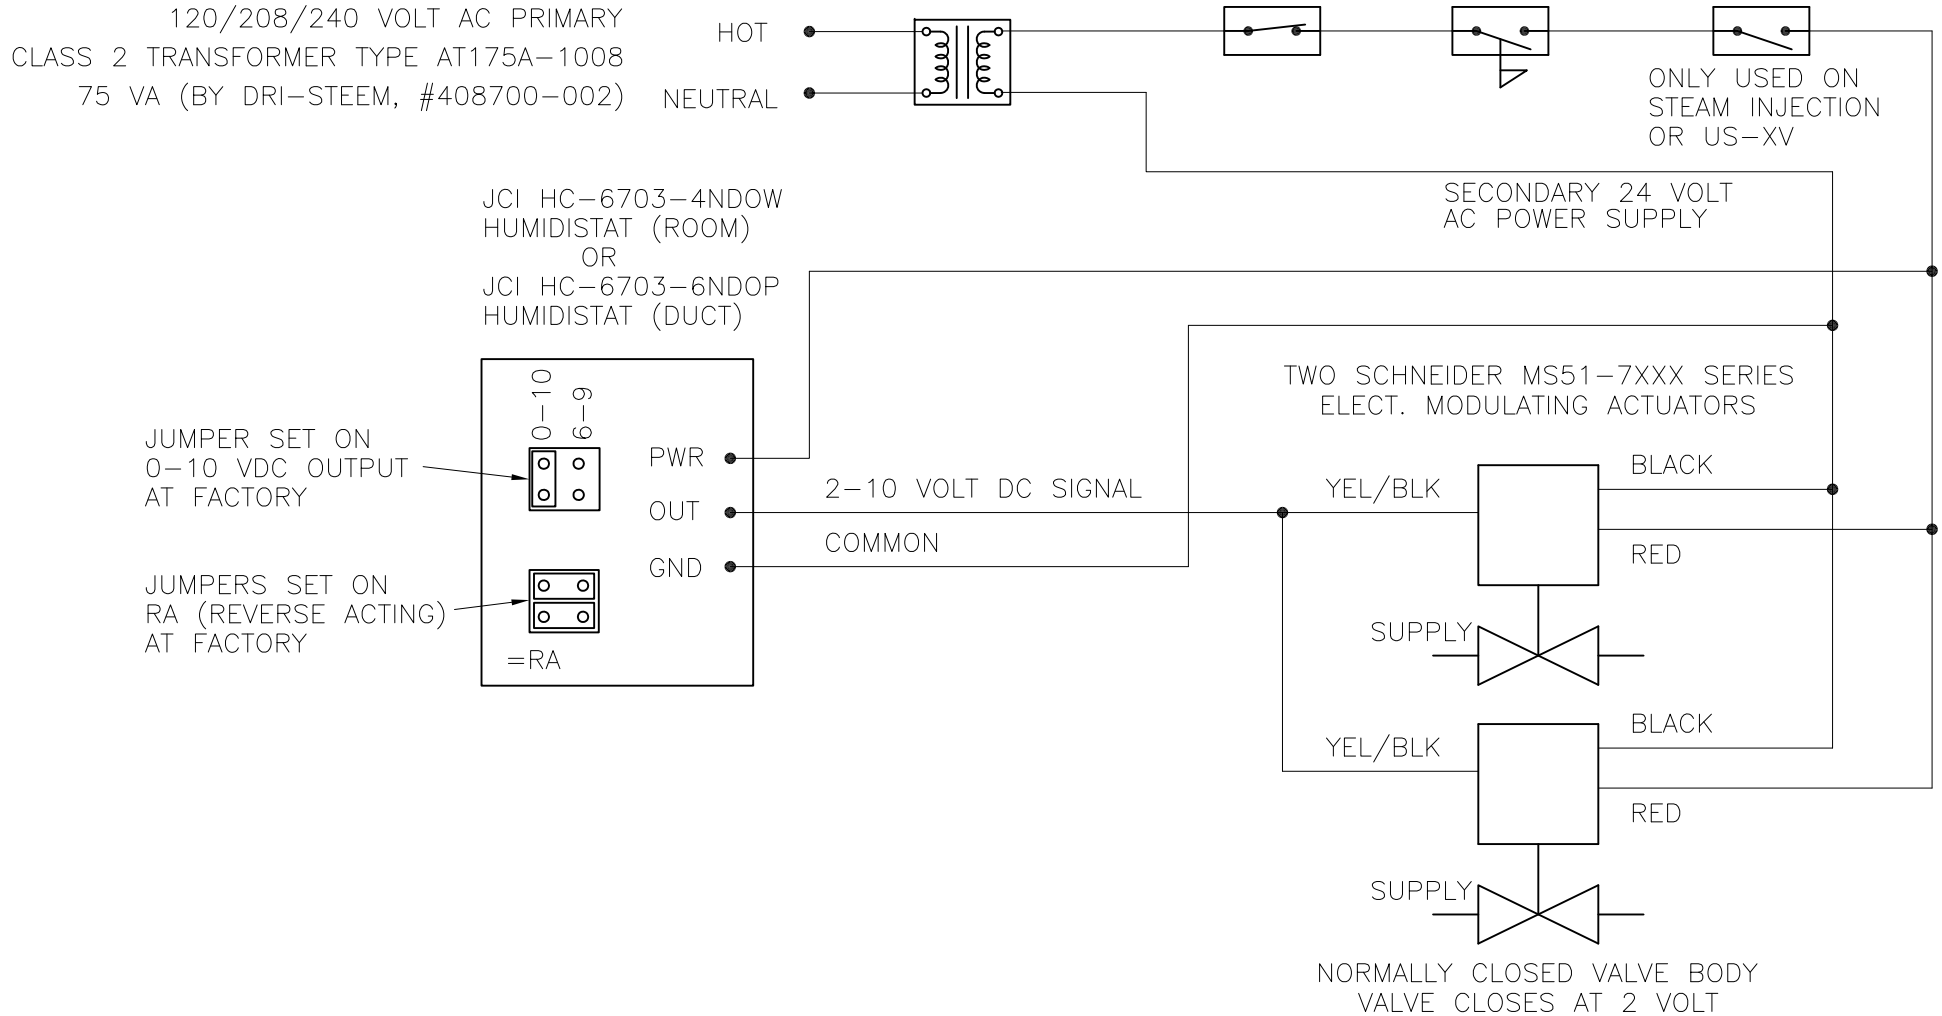 120/208/240 VOLT AC PRIMARY
CLASS 2 TRANSFORMER TYPE AT175A-1008
75 VA (BY DRI-STEEM, #408700-002)
HOT
NEUTRAL
ONLY USED ON
STEAM INJECTION
OR US-XV
SECONDARY 24 VOLT
AC POWER SUPPLY
JCI HC-6703-4NDOW
HUMIDISTAT (ROOM)
OR
JCI HC-6703-6NDOP
HUMIDISTAT (DUCT)
0-10
6-9
JUMPER SET ON
0-10 VDC OUTPUT
AT FACTORY
JUMPERS SET ON
RA (REVERSE ACTING)
AT FACTORY
=RA
PWR
OUT
GND
2-10 VOLT DC SIGNAL
COMMON
TWO SCHNEIDER MS51-7XXX SERIES
ELECT. MODULATING ACTUATORS
YEL/BLK
BLACK
RED
SUPPLY
YEL/BLK
BLACK
RED
SUPPLY
NORMALLY CLOSED VALVE BODY
VALVE CLOSES AT 2 VOLT